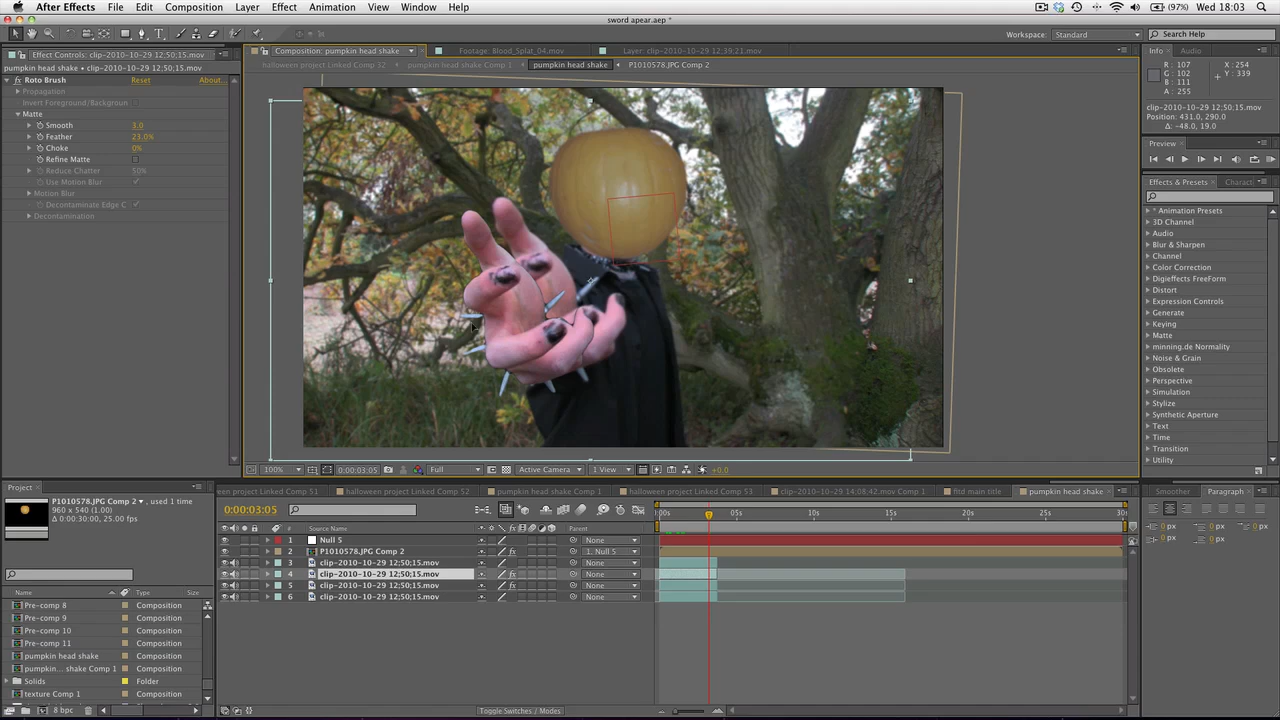 After Effects File Edit Composition Layer Effect Animation View Window Help (97%) Wed 18:03
sword apear.aep *
Workspace: Standard Search Help
Effect Controls: clip-2010-10-29 12;50;15.mov
pumpkin head shake • clip-2010-10-29 12;50;15.mov
Roto Brush Reset About...
Propagation
Invert Foreground/Backgroun
Matte
Smooth 3.0
Feather 23.0%
Choke 0%
Refine Matte
Reduce Chatter 50%
Use Motion Blur
Motion Blur
Decontaminate Edge C
Decontamination
Composition: pumpkin head shake Footage: Blood_Splat_04.mov Layer: clip-2010-10-29 12;39;21.mov
halloween project Linked Comp 52 pumpkin head shake Comp 1 pumpkin head shake P1010578.JPG Comp 2
100% 0:00:03:05 Full Active Camera 1 View +0.0
Info Audio
R: 107 X: 254
G: 102 Y: 339
B: 111
A: 255
clip-2010-10-29 12;50;15.mov
Position: 431.0, 290.0
Δ: -48.0, 19.0
Preview
Effects & Presets Charact
* Animation Presets
3D Channel
Audio
Blur & Sharpen
Channel
Color Correction
Digieffects FreeForm
Distort
Expression Controls
Generate
Keying
Matte
minning.de Normality
Noise & Grain
Obsolete
Perspective
Simulation
Stylize
Synthetic Aperture
Text
Time
Transition
Utility
Project
P1010578.JPG Comp 2 , used 1 time
960 x 540 (1.00)
Δ 0:00:30:00, 25.00 fps
Name Type Size
Pre-comp 8 Composition
Pre-comp 9 Composition
Pre-comp 10 Composition
Pre-comp 11 Composition
pumpkin head shake Composition
pumpkin... shake Comp 1 Composition
Solids Folder
texture Comp 1 Composition
8 bpc
halloween project Linked Comp 51 halloween project Linked Comp 52 pumpkin head shake Comp 1 halloween project Linked Comp 53 clip-2010-10-29 14;08;42.mov Comp 1 fftd main title pumpkin head shake
0:00:03:05
# Source Name Parent
1 Null 5 None
2 P1010578.JPG Comp 2 1. Null 5
3 clip-2010-10-29 12;50;15.mov None
4 clip-2010-10-29 12;50;15.mov None
5 clip-2010-10-29 12;50;15.mov None
6 clip-2010-10-29 12;50;15.mov None
05s 10s 15s 20s 25s 30s
Toggle Switches / Modes
Smoother Paragraph
0 px 0 px 0 px
0 px 0 px